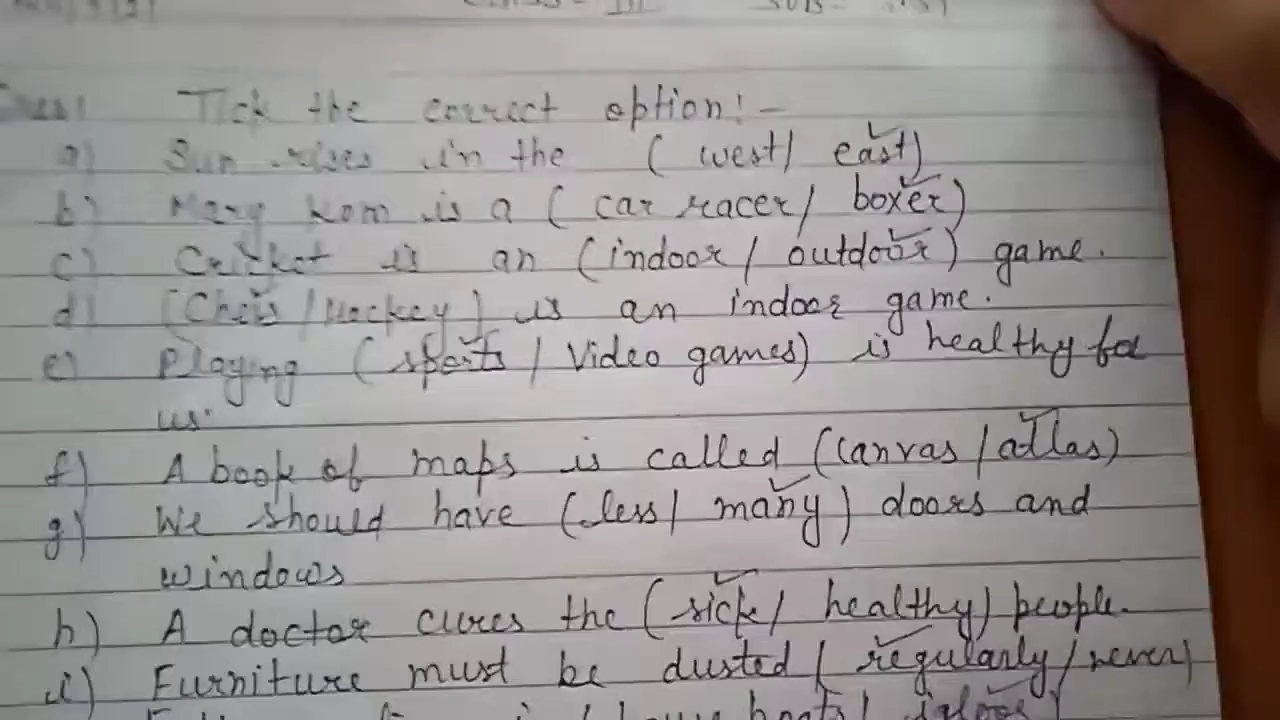 Tick the correct option:-
a) Sun rises in the (west/ east)
b) Mary Kom is a (car racer/ boxer)
c) Cricket is an (indoor / outdoor) game.
d) (Chess /Hockey) is an indoor game.
e) Playing (sports / Video games) is healthy for
us.
f) A book of maps is called (canvas / atlas)
g) We should have (less/ many) doors and
windows
h) A doctor cures the (sick/ healthy) people.
i) Furniture must be dusted ( regularly/never)